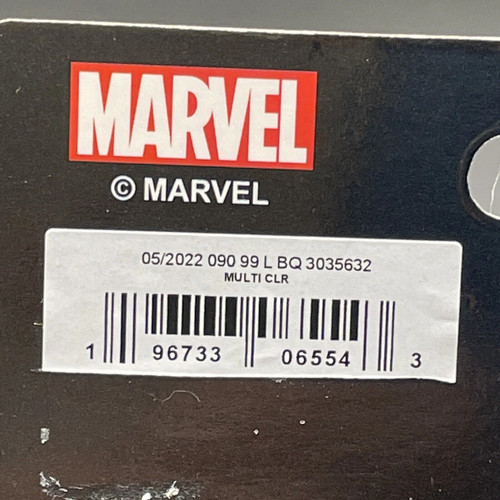 MARVEL
© MARVEL
05/2022 090 99 L BQ 3035632
MULTI CLR
1 96733 06554 3